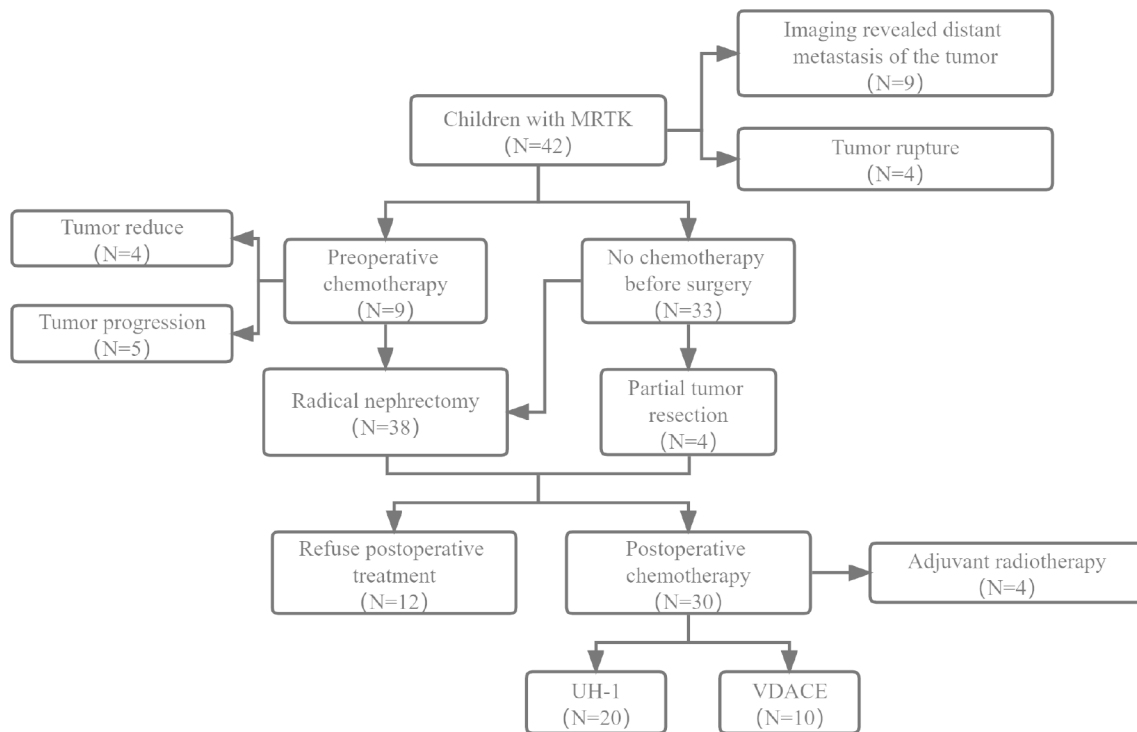 Imaging revealed distant
metastasis of the tumor
(N=9)
Children with MRTK
(N=42)
Tumor rupture
(N=4)
Tumor reduce
(N=4)
Preoperative
chemotherapy
(N=9)
No chemotherapy
before surgery
(N=33)
Tumor progression
(N=5)
Radical nephrectomy
(N=38)
Partial tumor
resection
(N=4)
Refuse postoperative
treatment
(N=12)
Postoperative
chemotherapy
(N=30)
Adjuvant radiotherapy
(N=4)
UH-1
(N=20)
VDACE
(N=10)